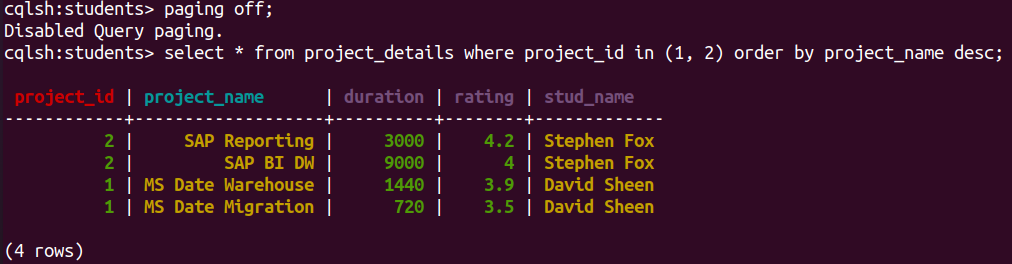 cqlsh:students> paging off;
Disabled Query paging.
cqlsh:students> select * from project_details where project_id in (1, 2) order by project_name desc;
project_id | project_name | duration | rating | stud_name
------------+-------------------+----------+--------+-------------
2 | SAP Reporting | 3000 | 4.2 | Stephen Fox
2 | SAP BI DW | 9000 | 4 | Stephen Fox
1 | MS Date Warehouse | 1440 | 3.9 | David Sheen
1 | MS Date Migration | 720 | 3.5 | David Sheen
(4 rows)